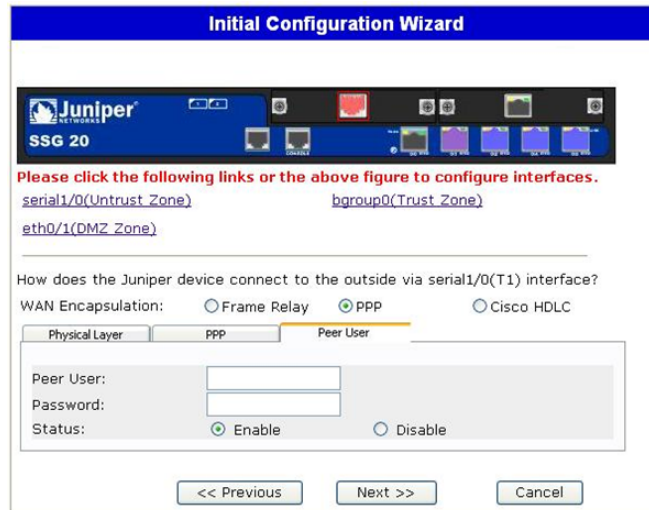 Initial Configuration Wizard
Juniper
NETWORKS
SSG 20
CONSOLE
Please click the following links or the above figure to configure interfaces.
serial1/0(Untrust Zone) bgroup0(Trust Zone)
eth0/1(DMZ Zone)
How does the Juniper device connect to the outside via serial1/0(T1) interface?
WAN Encapsulation: Frame Relay PPP Cisco HDLC
Physical Layer PPP Peer User
Peer User:
Password:
Status: Enable Disable
<< Previous Next >> Cancel